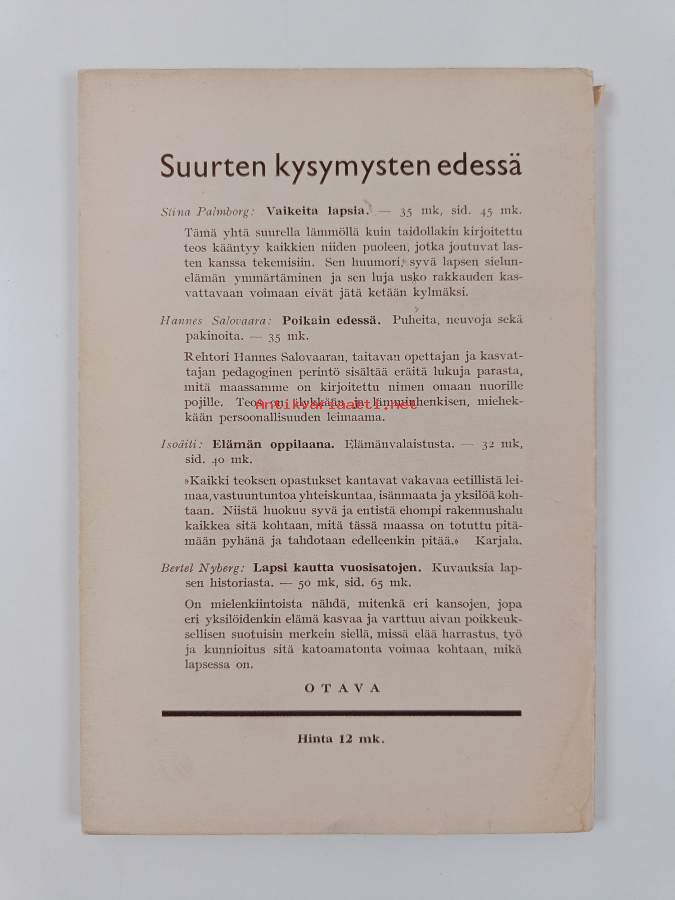 Suurten kysymysten edessä
Siina Palmborg: Vaikeita lapsia. — 35 mk, sid. 45 mk.
Tämä yhtä suurella lämmöllä kuin taidollakin kirjoitettu
teos kääntyy kaikkien niiden puoleen, jotka joutuvat las-
ten kanssa tekemisiin. Sen huumori, syvä lapsen sielun-
elämän ymmärtäminen ja sen luja usko rakkauden kas-
vattavaan voimaan eivät jätä ketään kylmäksi.
Hannes Salovaara: Poikain edessä. Puheita, neuvoja sekä
pakinoita. — 35 mk.
Rehtori Hannes Salovaaran, taitavan opettajan ja kasvat-
tajan pedagoginen perintö sisältää eräitä lukuja parasta,
mitä maassamme on kirjoitettu nimen omaan nuorille
pojille. Teos on älykkään ja lämminhenkisen, miehek-
Antikvariaatti.net
kään persoonallisuuden leimaama.
Isoäiti: Elämän oppilaana. Elämänvalaistusta. — 32 mk,
sid. 40 mk.
»Kaikki teoksen opastukset kantavat vakavaa eetillistä lei-
maa, vastuuntuntoa yhteiskuntaa, isänmaata ja yksilöä koh-
taan. Niistä huokuu syvä ja entistä ehompi rakennushalu
kaikkea sitä kohtaan, mitä tässä maassa on totuttu pitä-
mään pyhänä ja tahdotaan edelleenkin pitää.» Karjala.
Bertel Nyberg: Lapsi kautta vuosisatojen. Kuvauksia lap-
sen historiasta. — 50 mk, sid. 65 mk.
On mielenkiintoista nähdä, mitenkä eri kansojen, jopa
eri yksilöidenkin elämä kasvaa ja varttuu aivan poikkeuk-
sellisen suotuisin merkein siellä, missä elää harrastus, työ
ja kunnioitus sitä katoamatonta voimaa kohtaan, mikä
lapsessa on.
OTAVA
Hinta 12 mk.